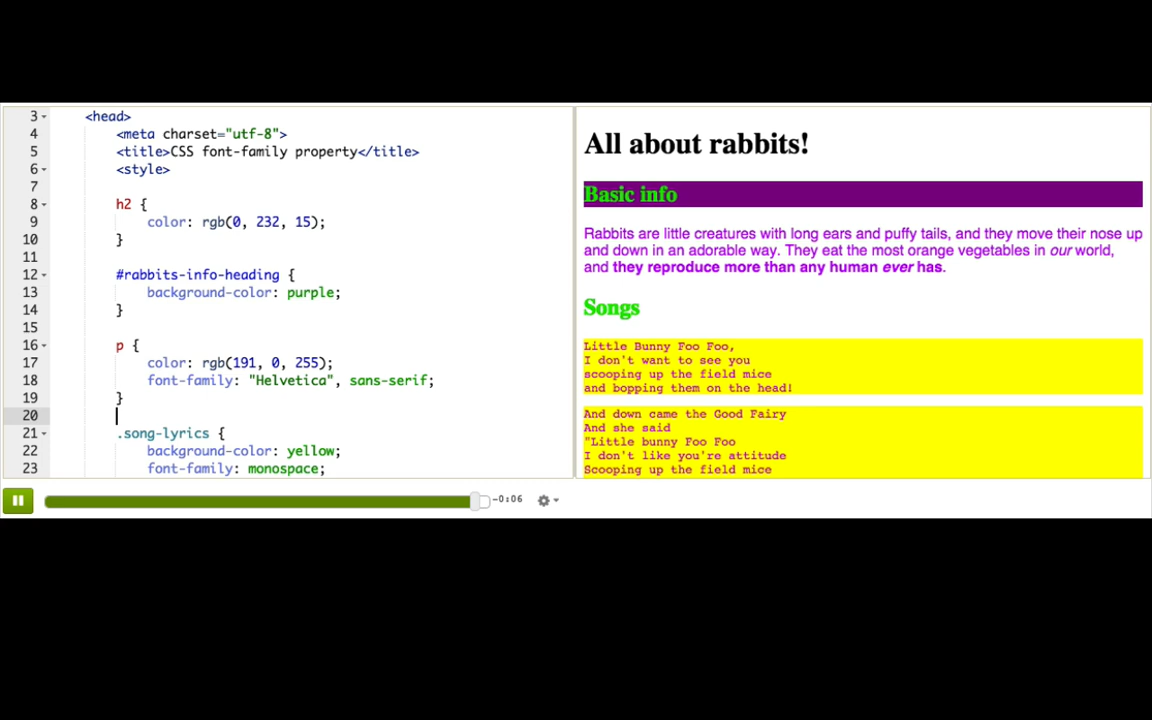 3 <head>
4 <meta charset="utf-8">
5 <title>CSS font-family property</title>
6 <style>
7
8 h2 {
9 color: rgb(0, 232, 15);
10 }
11
12 #rabbits-info-heading {
13 background-color: purple;
14 }
15
16 p {
17 color: rgb(191, 0, 255);
18 font-family: "Helvetica", sans-serif;
19 }
20
21 .song-lyrics {
22 background-color: yellow;
23 font-family: monospace;
All about rabbits!
Basic info
Rabbits are little creatures with long ears and puffy tails, and they move their nose up
and down in an adorable way. They eat the most orange vegetables in our world,
and they reproduce more than any human ever has.
Songs
Little Bunny Foo Foo,
I don't want to see you
scooping up the field mice
and bopping them on the head!
And down came the Good Fairy
And she said
"Little bunny Foo Foo
I don't like you're attitude
Scooping up the field mice
-0:06